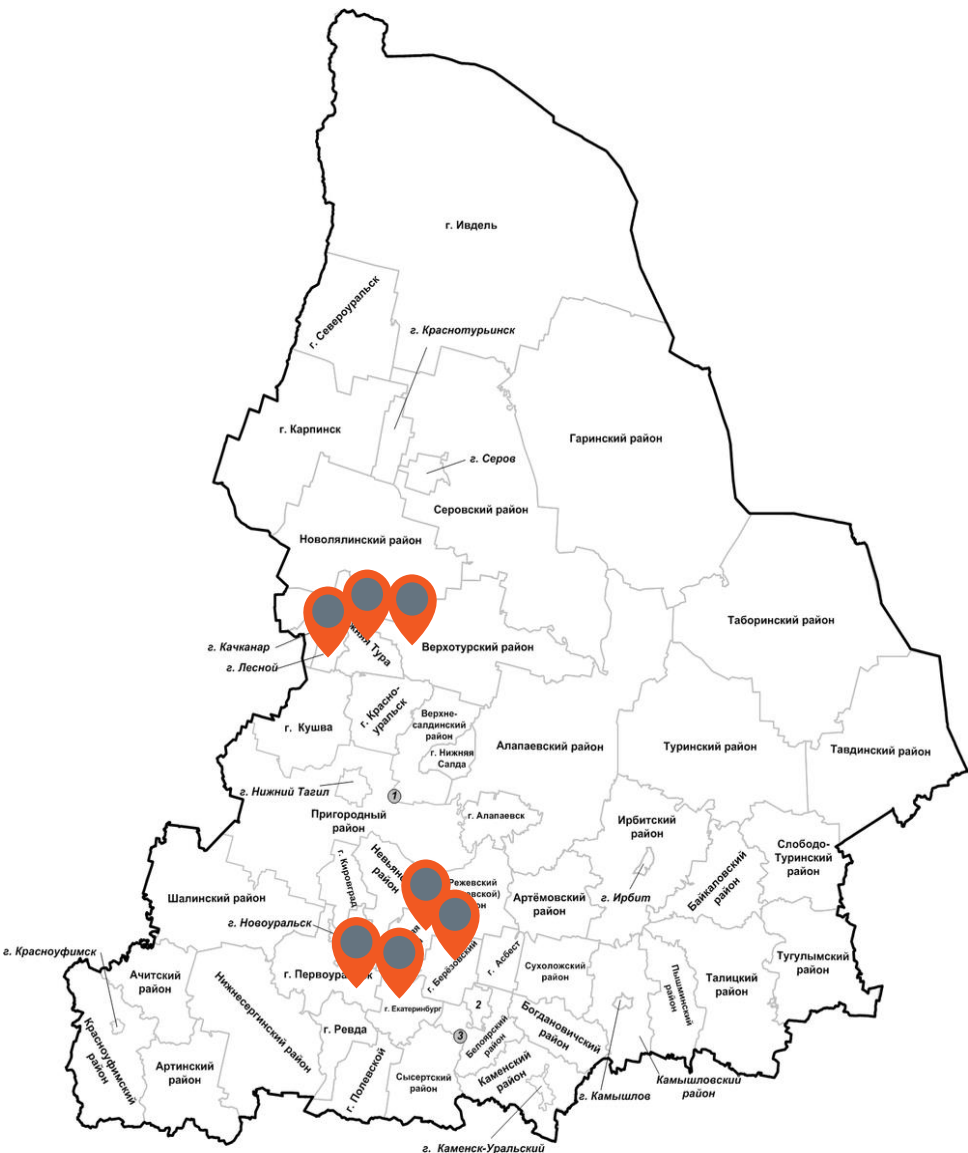 г. Ивдель
г. Североуральск
г. Краснотурьинск
г. Карпинск
Гаринский район
г. Серов
Серовский район
Новолялинский район
Таборинский район
г. Качканар
Тура
Верхотурский район
г. Лесной
г. Красно-
уральск
Верхне-
салдинский
район
г. Кушва
г. Нижняя
Салда
Алапаевский район
Туринский район
Тавдинский район
г. Нижний Тагил
1
Пригородный
район
г. Алапаевск
Ирбитский
район
Слободо-
Туринский
район
г. Кировград
район
Байкаловский
район
Режевский
Шалинский район
Артёмовский
район
г. Ирбит
г. Новоуральск
г. Красноуфимск
Ачитский
район
Нижнесергинский район
г. Берёзовский
г. Асбест
Сухоложский
район
Пышминский
район
Талицкий
район
Тугулымский
район
г. Екатеринбург
2
г. Ревда
3
Белоярский
район
Богдановичский
район
Красноуфимский
район
Артинский
район
г. Полевской
Сысертский
район
Каменский
район
г. Камышлов
Камышловский
район
г. Каменск-Уральский